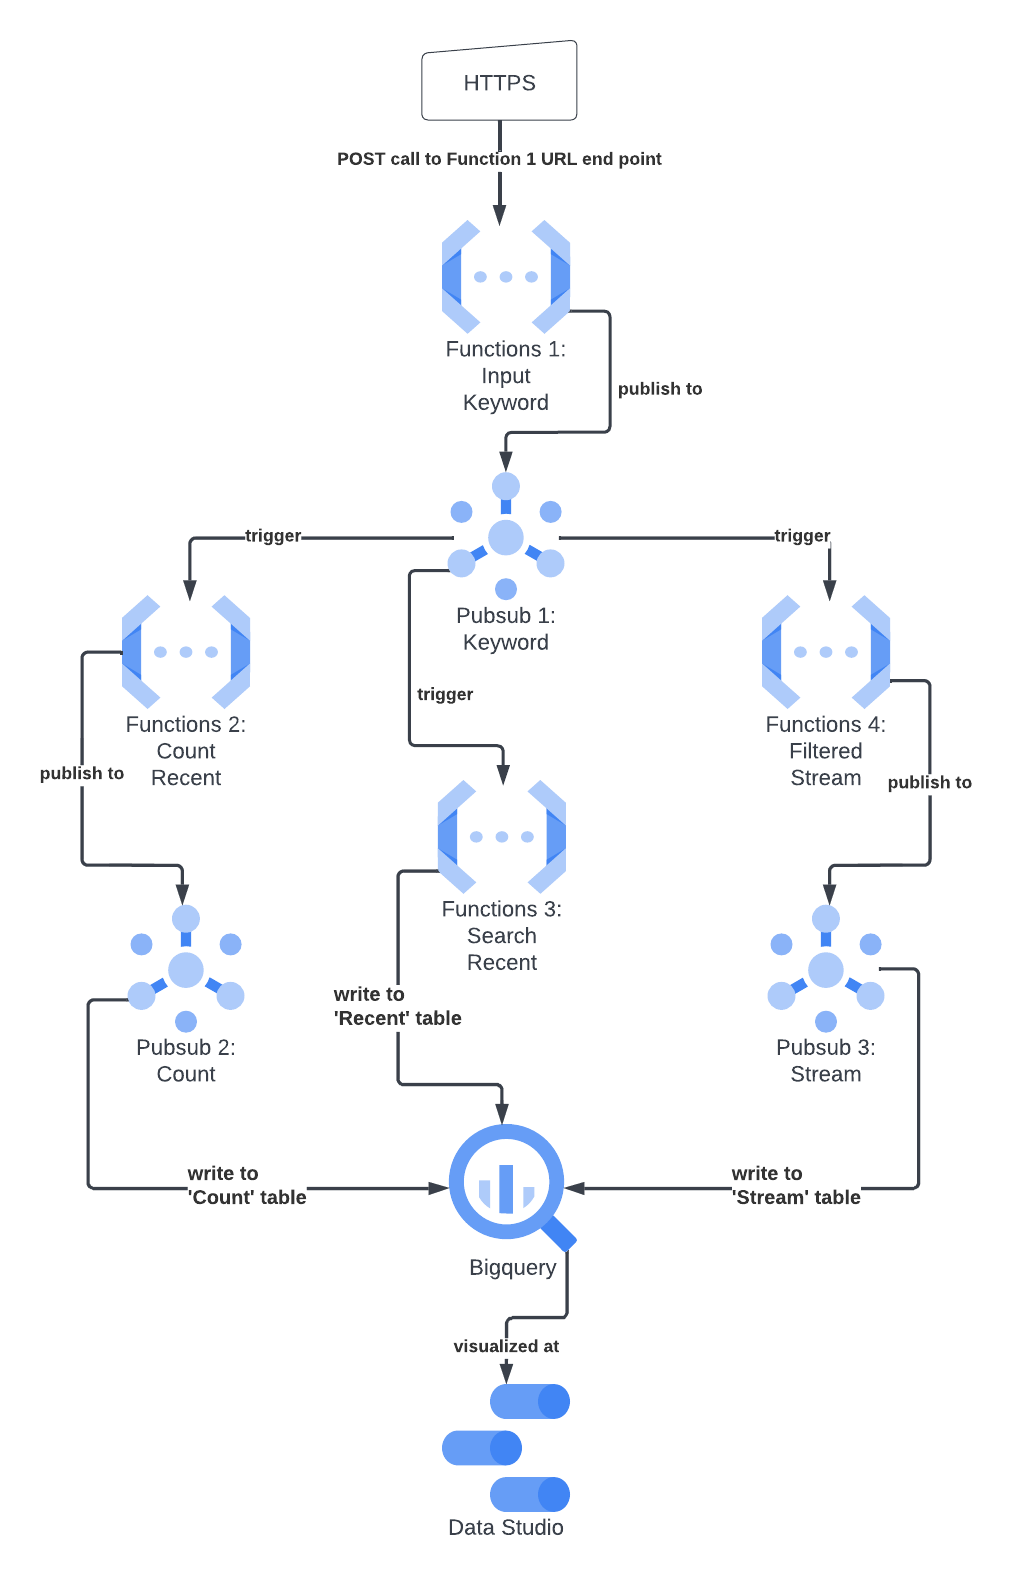 HTTPS
POST call to Function 1 URL end point
Functions 1:
Input
Keyword
publish to
trigger
trigger
Pubsub 1:
Keyword
trigger
Functions 2:
Count
Recent
Functions 4:
Filtered
Stream
publish to
publish to
Functions 3:
Search
Recent
write to
'Recent' table
Pubsub 2:
Count
Pubsub 3:
Stream
write to
'Count' table
write to
'Stream' table
Bigquery
visualized at
Data Studio